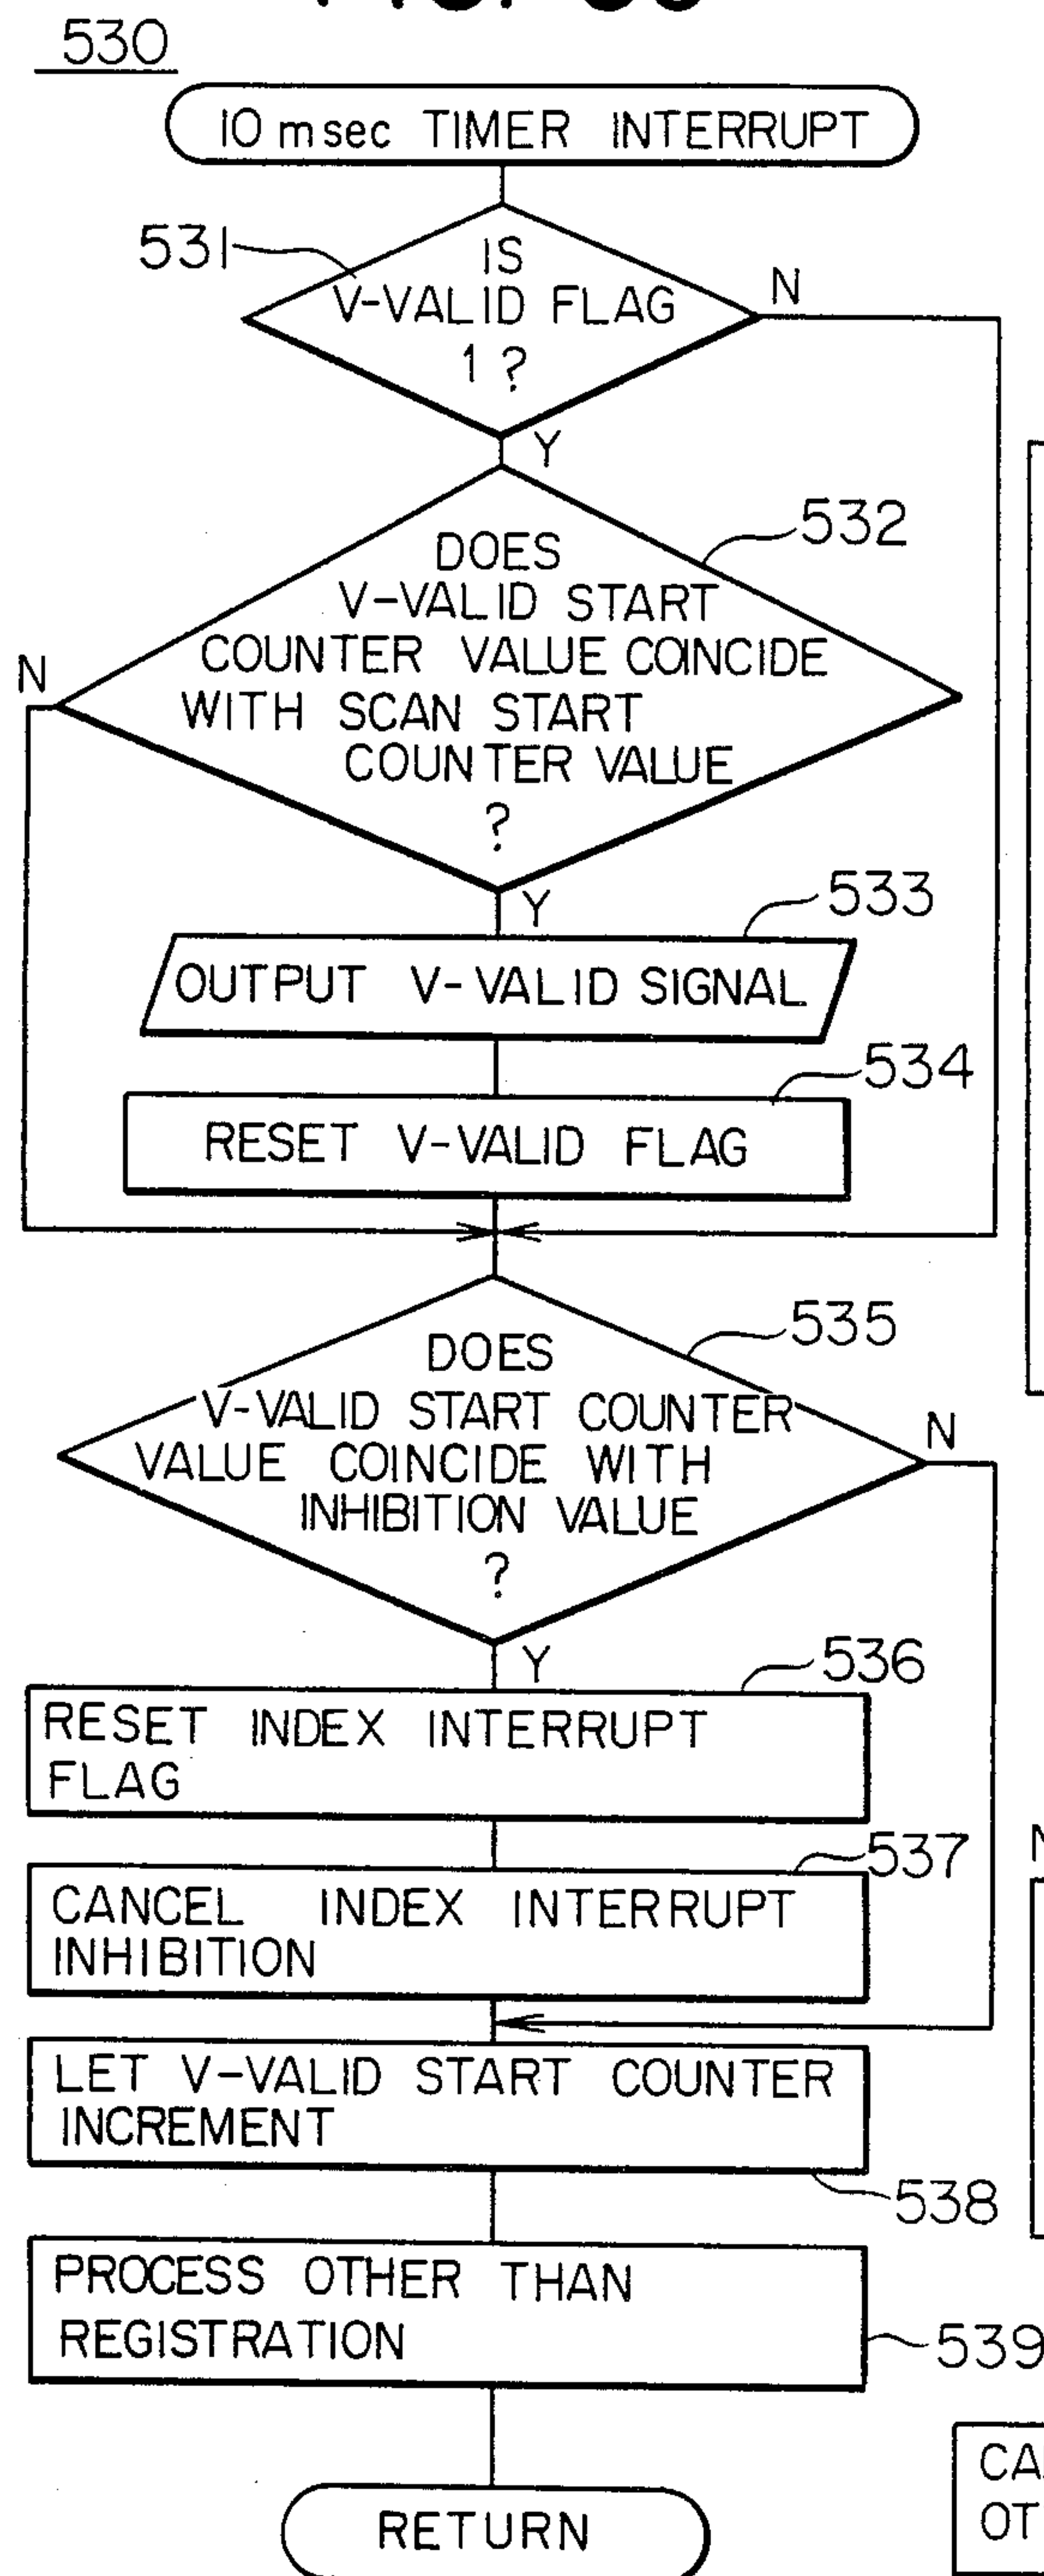 530
10 msec TIMER INTERRUPT
531
IS
V-VALID FLAG
1 ?
N
Y
532
DOES
V-VALID START
COUNTER VALUE COINCIDE
WITH SCAN START
COUNTER VALUE
?
N
Y
533
OUTPUT V-VALID SIGNAL
534
RESET V-VALID FLAG
535
DOES
V-VALID START COUNTER
VALUE COINCIDE WITH
INHIBITION VALUE
?
N
Y
536
RESET INDEX INTERRUPT
FLAG
537
CANCEL INDEX INTERRUPT
INHIBITION
LET V-VALID START COUNTER
INCREMENT
538
PROCESS OTHER THAN
REGISTRATION
539
RETURN